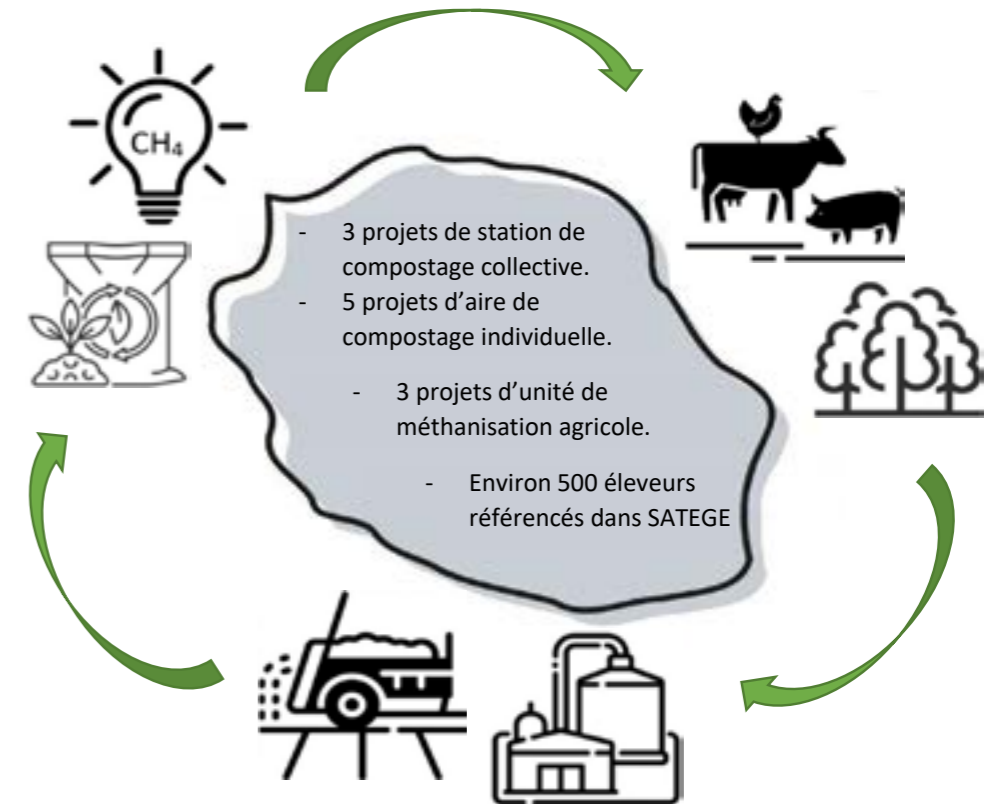 CH₄
- 3 projets de station de
compostage collective.
- 5 projets d’aire de
compostage individuelle.
- 3 projets d’unité de
méthanisation agricole.
- Environ 500 éleveurs
référencés dans SATEGE